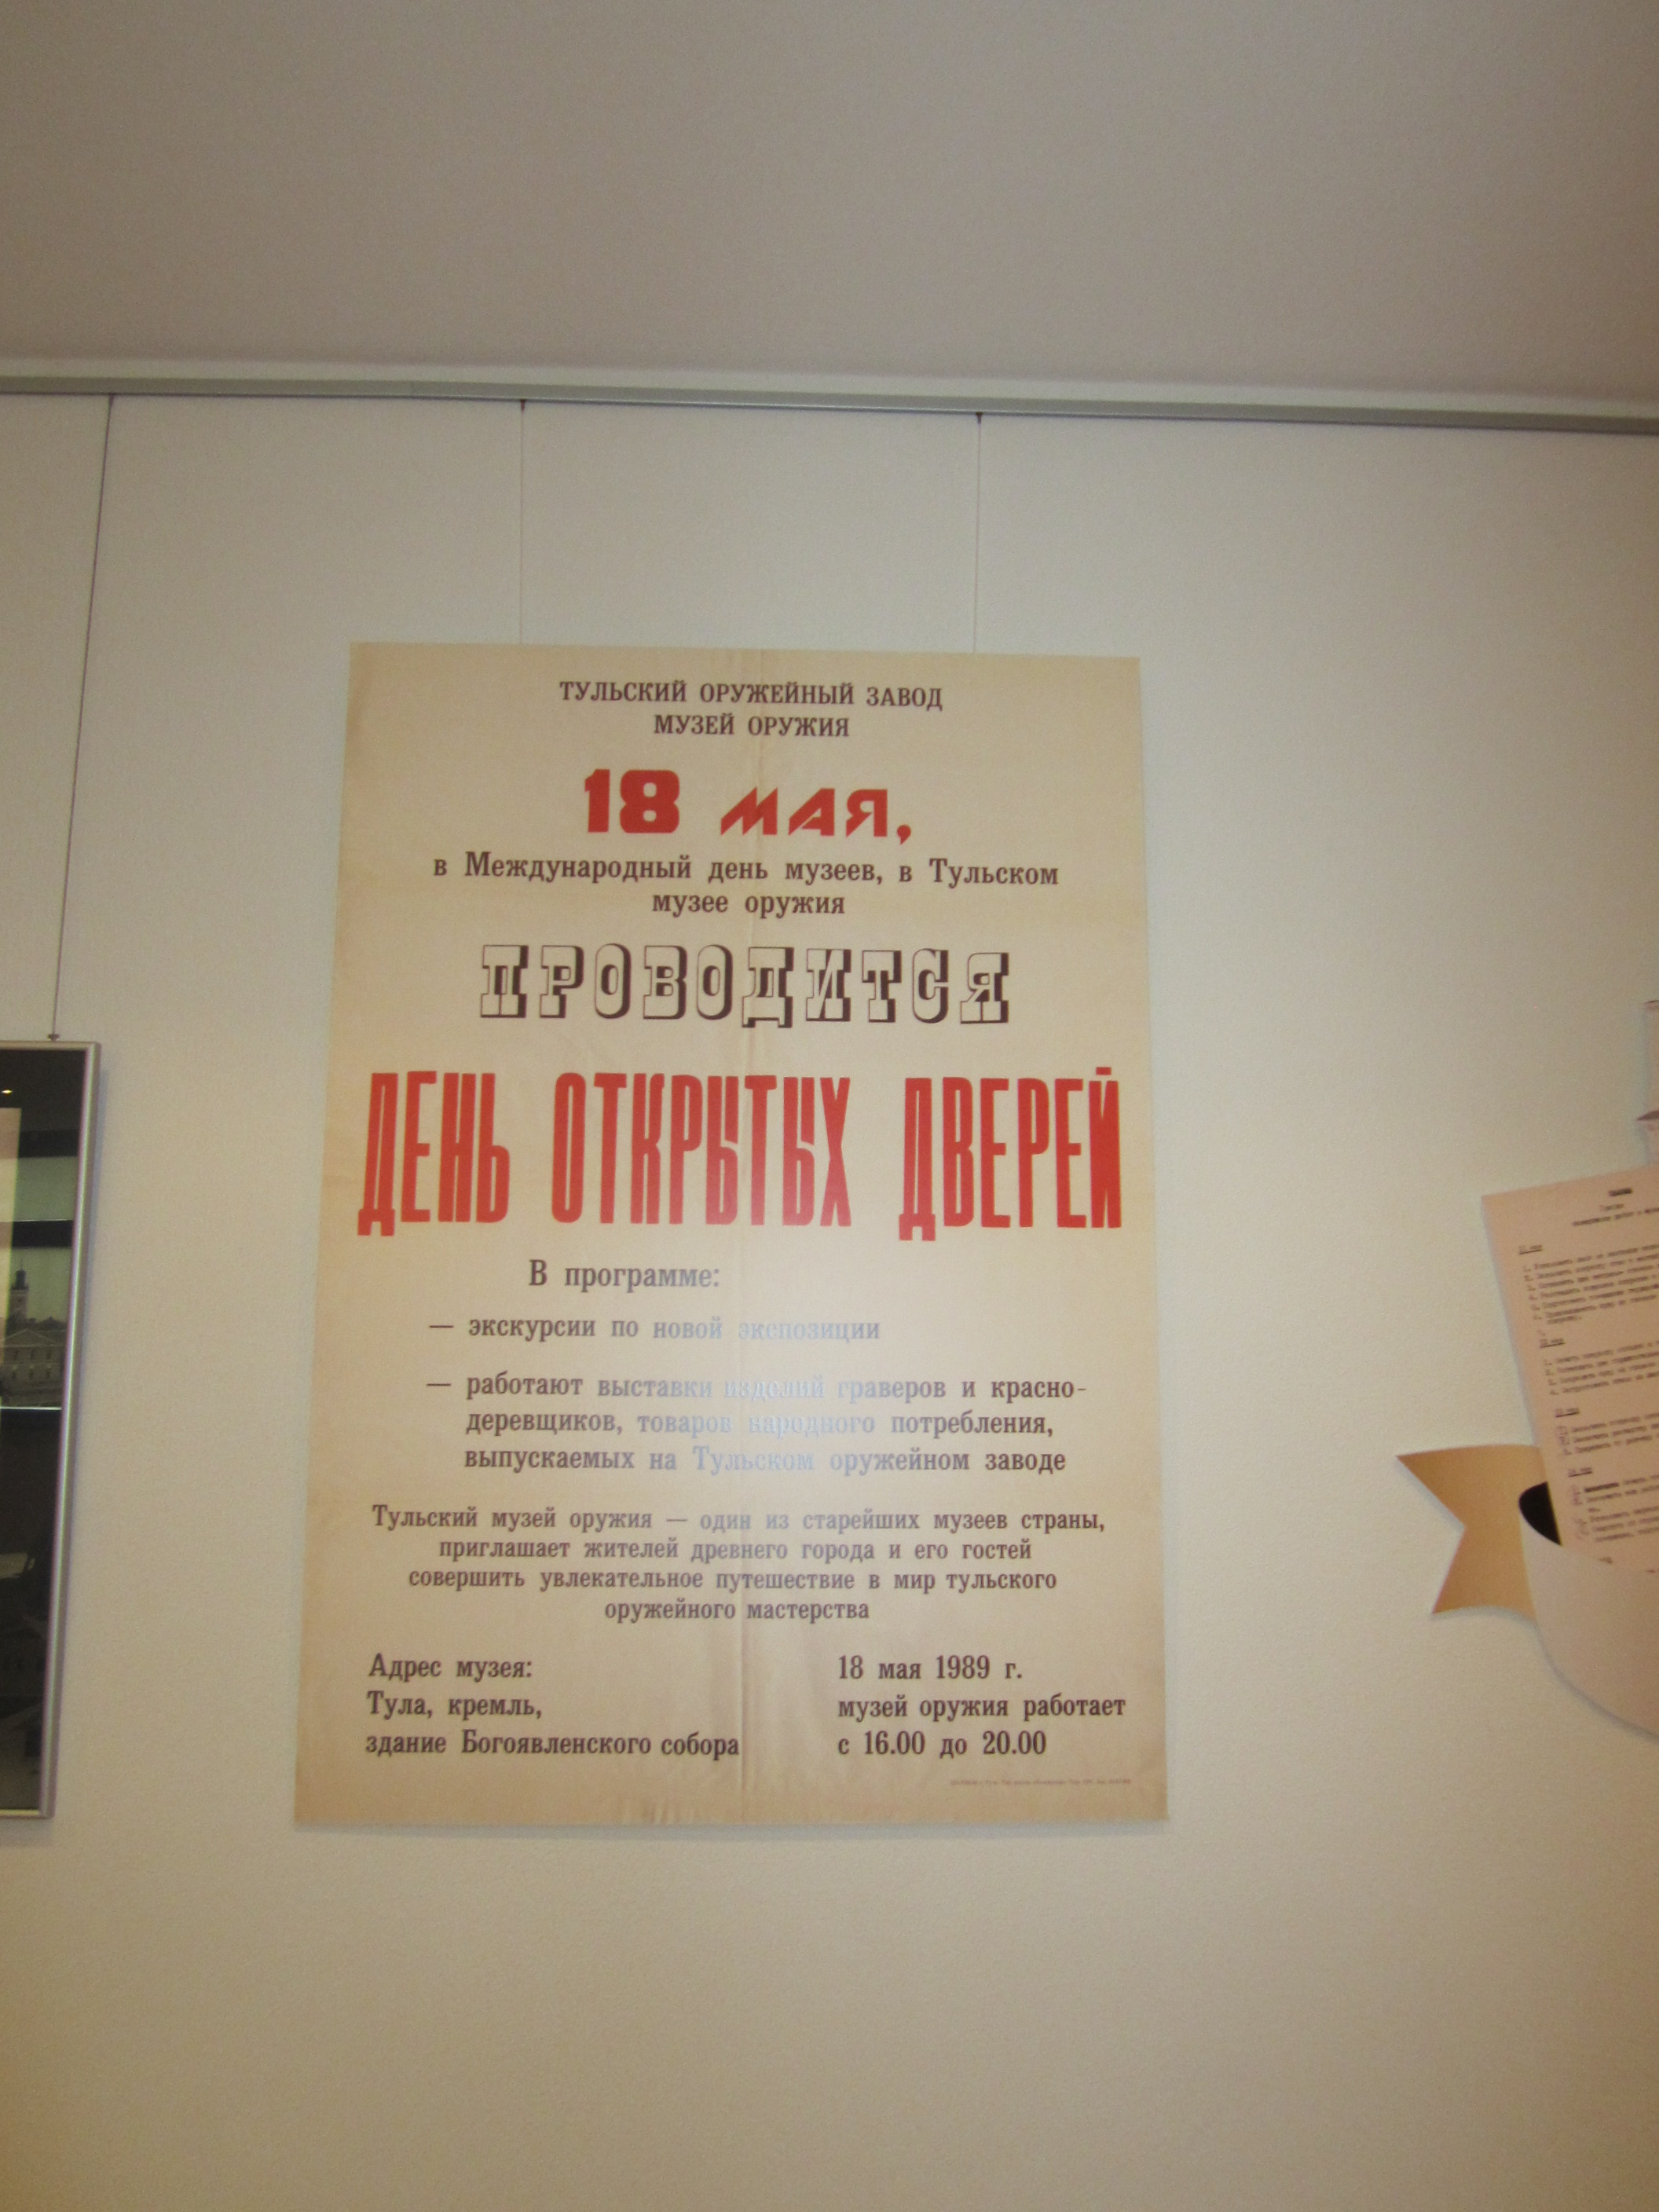 ТУЛЬСКИЙ ОРУЖЕЙНЫЙ ЗАВОД
МУЗЕЙ ОРУЖИЯ
18 МАЯ,
в Международный день музеев, в Тульском
музее оружия
ПРОВОДИТСЯ
ДЕНЬ ОТКРЫТЫХ ДВЕРЕЙ
В программе:
— экскурсии по новой экспозиции
— работают выставки изделий граверов и красно-
деревщиков, товаров народного потребления,
выпускаемых на Тульском оружейном заводе
Тульский музей оружия — один из старейших музеев страны,
приглашает жителей древнего города и его гостей
совершить увлекательное путешествие в мир тульского
оружейного мастерства
Адрес музея:
Тула, кремль,
здание Богоявленского собора
18 мая 1989 г.
музей оружия работает
с 16.00 до 20.00